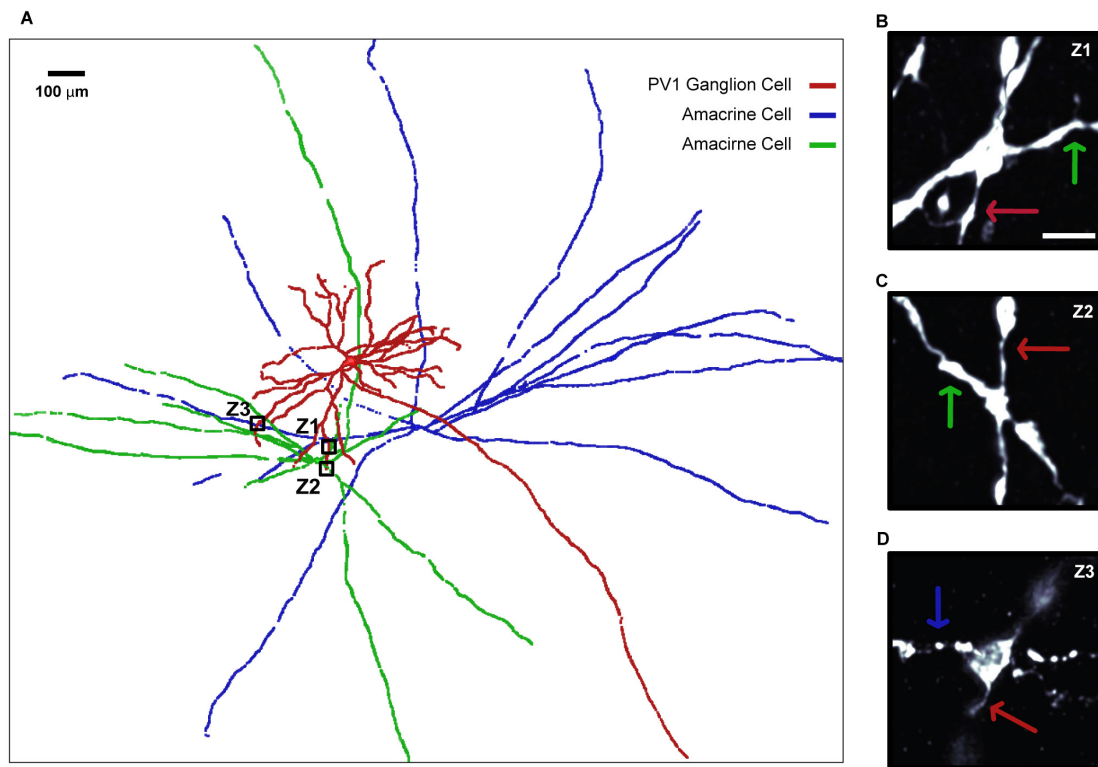 A
100 μm
PV1 Ganglion Cell
Amacrine Cell
Amacirne Cell
Z3
Z1
Z2
B
Z1
C
Z2
D
Z3